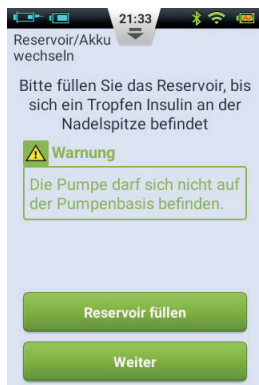 21:33
Reservoir/Akku
wechseln
Bitte füllen Sie das Reservoir, bis
sich ein Tropfen Insulin an der
Nadelspitze befindet
Warnung
Die Pumpe darf sich nicht auf
der Pumpenbasis befinden.
Reservoir füllen
Weiter